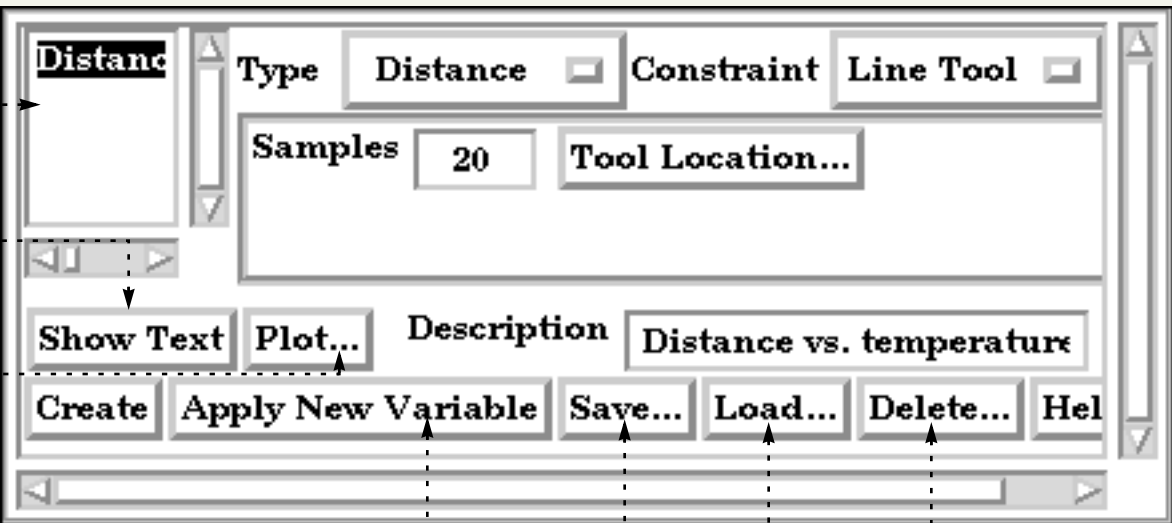 Distanc
Type Distance Constraint Line Tool
Samples 20 Tool Location...
Show Text Plot... Description Distance vs. temperature
Create Apply New Variable Save... Load... Delete... Hel